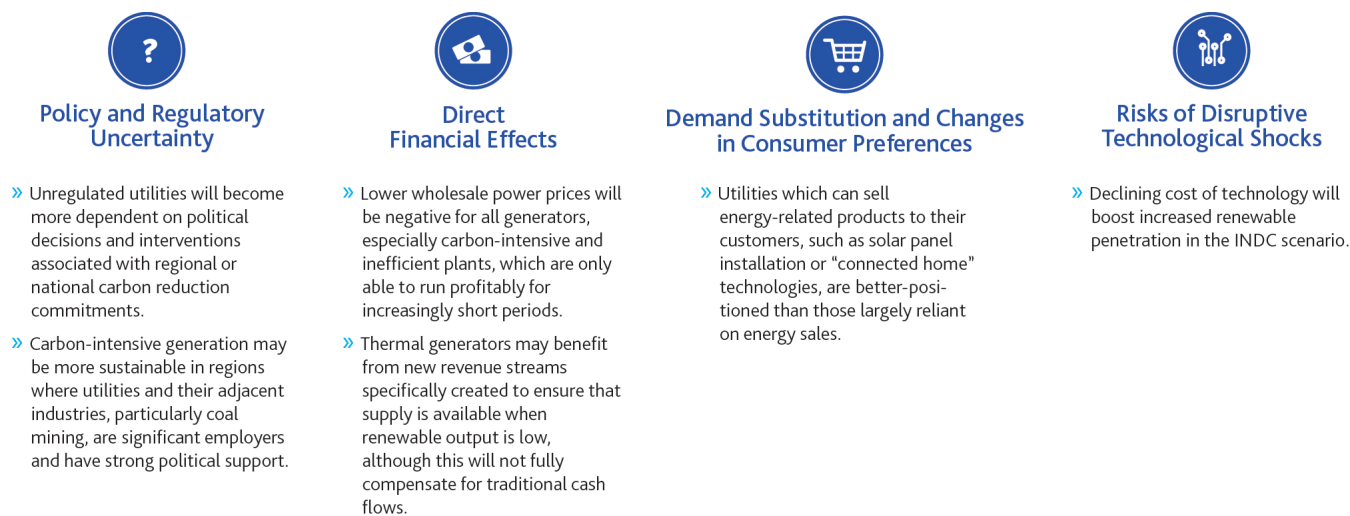 ?
Policy and Regulatory
Uncertainty
» Unregulated utilities will become
more dependent on political
decisions and interventions
associated with regional or
national carbon reduction
commitments.
» Carbon-intensive generation may
be more sustainable in regions
where utilities and their adjacent
industries, particularly coal
mining, are significant employers
and have strong political support.
Direct
Financial Effects
» Lower wholesale power prices will
be negative for all generators,
especially carbon-intensive and
inefficient plants, which are only
able to run profitably for
increasingly short periods.
» Thermal generators may benefit
from new revenue streams
specifically created to ensure that
supply is available when
renewable output is low,
although this will not fully
compensate for traditional cash
flows.
Demand Substitution and Changes
in Consumer Preferences
» Utilities which can sell
energy-related products to their
customers, such as solar panel
installation or “connected home”
technologies, are better-posi-
tioned than those largely reliant
on energy sales.
Risks of Disruptive
Technological Shocks
» Declining cost of technology will
boost increased renewable
penetration in the INDC scenario.